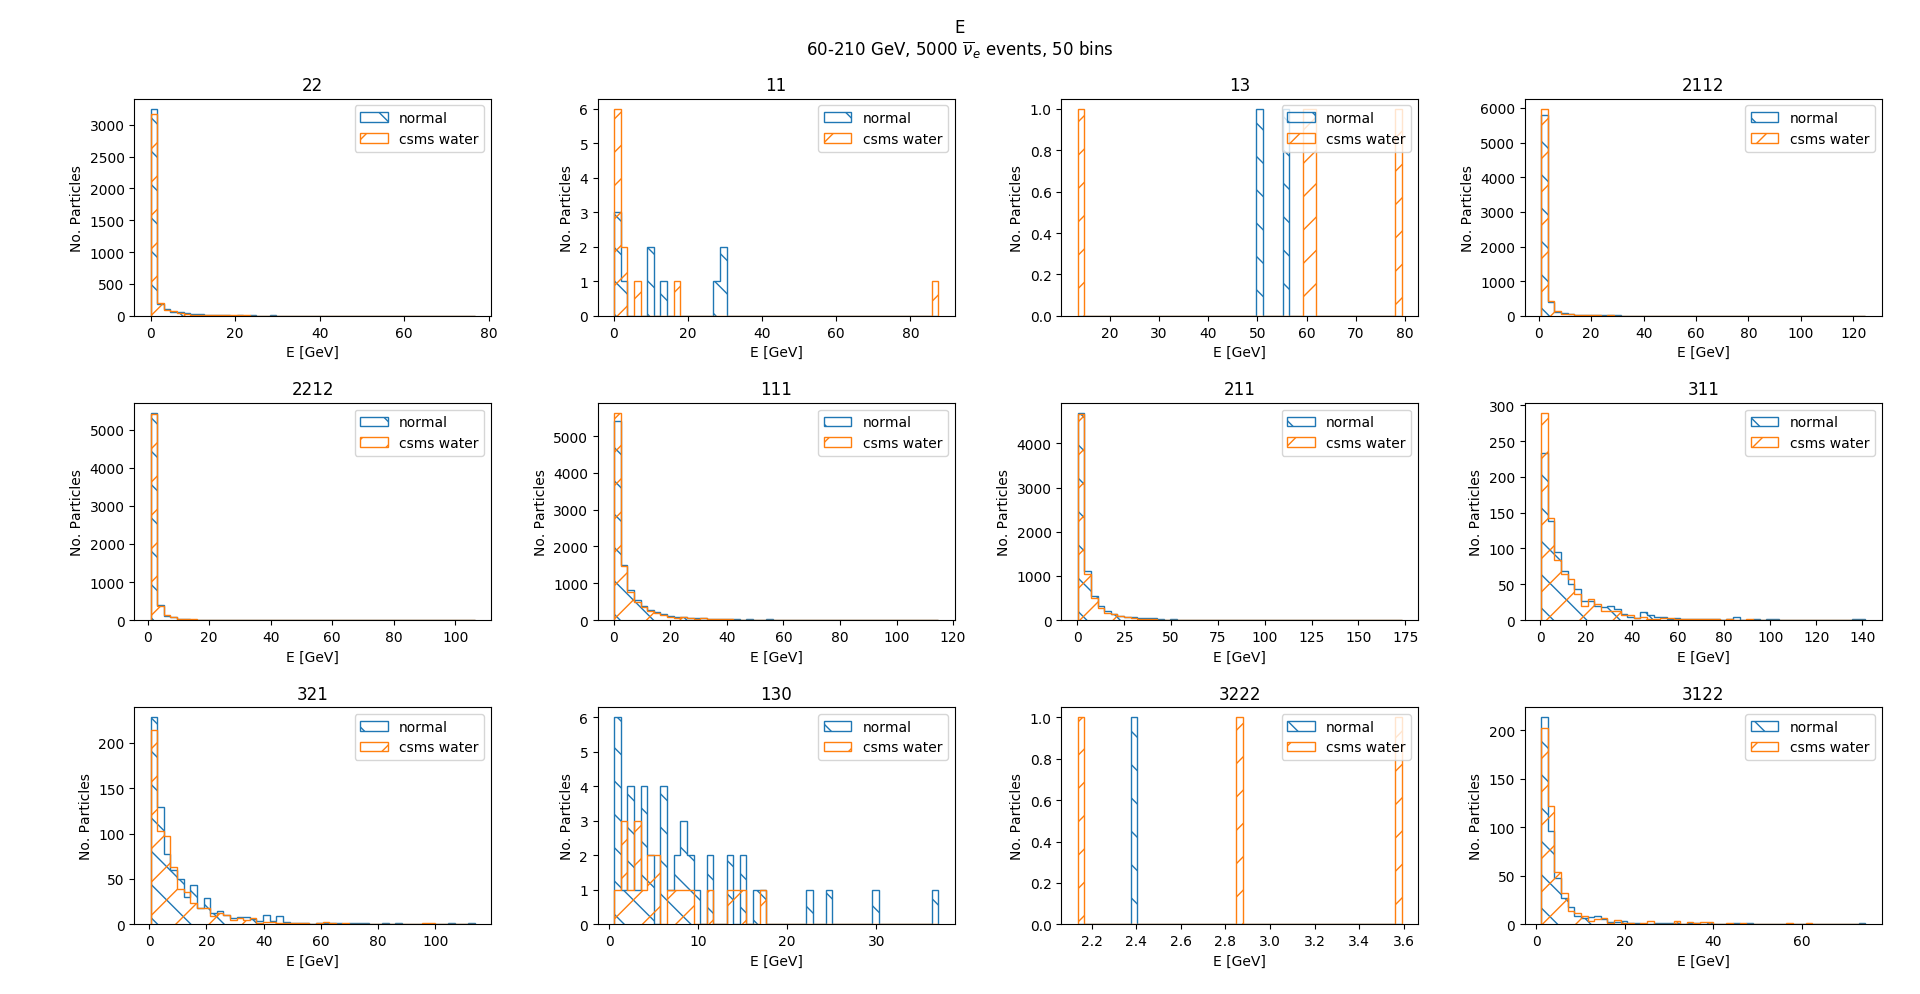 E
60-210 GeV, 5000 ν̅ₑ events, 50 bins
22
normal
csms water
No. Particles
0
500
1000
1500
2000
2500
3000
0 20 40 60 80
E [GeV]
11
normal
csms water
No. Particles
0
1
2
3
4
5
6
0 20 40 60 80
E [GeV]
13
normal
csms water
No. Particles
0.0
0.2
0.4
0.6
0.8
1.0
20 30 40 50 60 70 80
E [GeV]
2112
normal
csms water
No. Particles
0
1000
2000
3000
4000
5000
6000
0 20 40 60 80 100 120
E [GeV]
2212
normal
csms water
No. Particles
0
1000
2000
3000
4000
5000
0 20 40 60 80 100
E [GeV]
111
normal
csms water
No. Particles
0
1000
2000
3000
4000
5000
0 20 40 60 80 100 120
E [GeV]
211
normal
csms water
No. Particles
0
1000
2000
3000
4000
0 25 50 75 100 125 150 175
E [GeV]
311
normal
csms water
No. Particles
0
50
100
150
200
250
300
0 20 40 60 80 100 120 140
E [GeV]
321
normal
csms water
No. Particles
0
50
100
150
200
0 20 40 60 80 100
E [GeV]
130
normal
csms water
No. Particles
0
1
2
3
4
5
6
0 10 20 30
E [GeV]
3222
normal
csms water
No. Particles
0.0
0.2
0.4
0.6
0.8
1.0
2.2 2.4 2.6 2.8 3.0 3.2 3.4 3.6
E [GeV]
3122
normal
csms water
No. Particles
0
50
100
150
200
0 20 40 60
E [GeV]